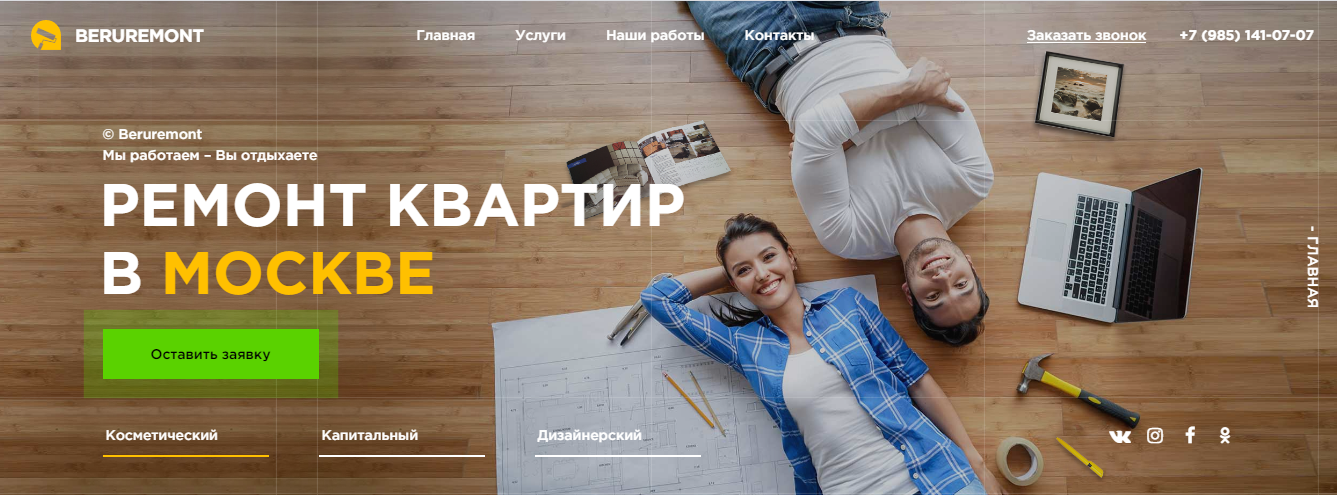 BERUREMONT
Главная Услуги Наши работы Контакты
Заказать звонок +7 (985) 141-07-07
© Beruremont
Мы работаем – Вы отдыхаете
РЕМОНТ КВАРТИР
В МОСКВЕ
- ГЛАВНАЯ
Оставить заявку
Косметический Капитальный Дизайнерский